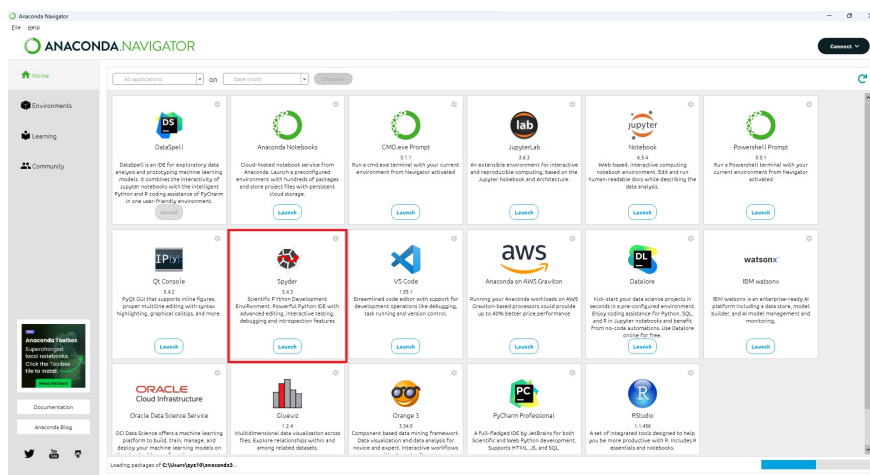 Anaconda Navigator
File Help
ANACONDA.NAVIGATOR
Connect
Home
All applications on base (root) Channels
Environments
Learning
Community
DS
DataSpell
DataSpell is an IDE for exploratory data
analysis and prototyping machine learning
models. It combines the interactivity of
Jupyter notebooks with the intelligent
Python and R coding assistance of PyCharm
in one user-friendly environment.
Install
Anaconda Notebooks
Cloud-hosted notebook service from
Anaconda. Launch a preconfigured
environment with hundreds of packages
and store project files with persistent
cloud storage.
Launch
CMD.exe Prompt
0.1.1
Run a cmd.exe terminal with your current
environment from Navigator activated
Launch
lab
JupyterLab
3.6.3
An extensible environment for interactive
and reproducible computing, based on the
Jupyter Notebook and Architecture.
Launch
jupyter
Notebook
6.5.4
Web-based, interactive computing
notebook environment. Edit and run
human-readable docs while describing the
data analysis.
Launch
Powershell Prompt
0.0.1
Run a Powershell terminal with your
current environment from Navigator
activated
Launch
IP[y]:
Qt Console
5.4.2
PyQt GUI that supports inline figures,
proper multiline editing with syntax
highlighting, graphical calltips, and more.
Launch
Spyder
5.4.3
Scientific PYthon Development
EnviRonment. Powerful Python IDE with
advanced editing, interactive testing,
debugging and introspection features
Launch
VS Code
1.85.1
Streamlined code editor with support for
development operations like debugging,
task running and version control.
Launch
aws
Anaconda on AWS Graviton
Running your Anaconda workloads on AWS
Graviton-based processors could provide
up to 40% better price performance
Launch
DL
Datalore
Kick-start your data science projects in
seconds in a pre-configured environment.
Enjoy coding assistance for Python, SQL,
and R in Jupyter notebooks and benefit
from no-code automations. Use Datalore
online for free.
Launch
watsonx
IBM watsonx
IBM watsonx is an enterprise-ready AI
platform including a data store, model
builder, and AI model management and
monitoring.
Launch
Anaconda Toolbox
Supercharged
local notebooks.
Click the Toolbox
tile to install.
Read the Docs
Documentation
Anaconda Blog
ORACLE
Cloud Infrastructure
Oracle Data Science Service
OCI Data Science offers a machine learning
platform to build, train, manage, and
deploy your machine learning models on
Glueviz
1.2.4
Multidimensional data visualization across
files. Explore relationships within and
among related datasets.
Orange 3
3.34.0
Component based data mining framework.
Data visualization and data analysis for
novice and expert. Interactive workflows
PC
PyCharm Professional
A full-fledged IDE by JetBrains for both
Scientific and Web Python development.
Supports HTML, JS, and SQL.
R
RStudio
1.1.456
A set of integrated tools designed to help
you be more productive with R. Includes R
essentials and notebooks.
Loading packages of C:\Users\zyz10\anaconda3...